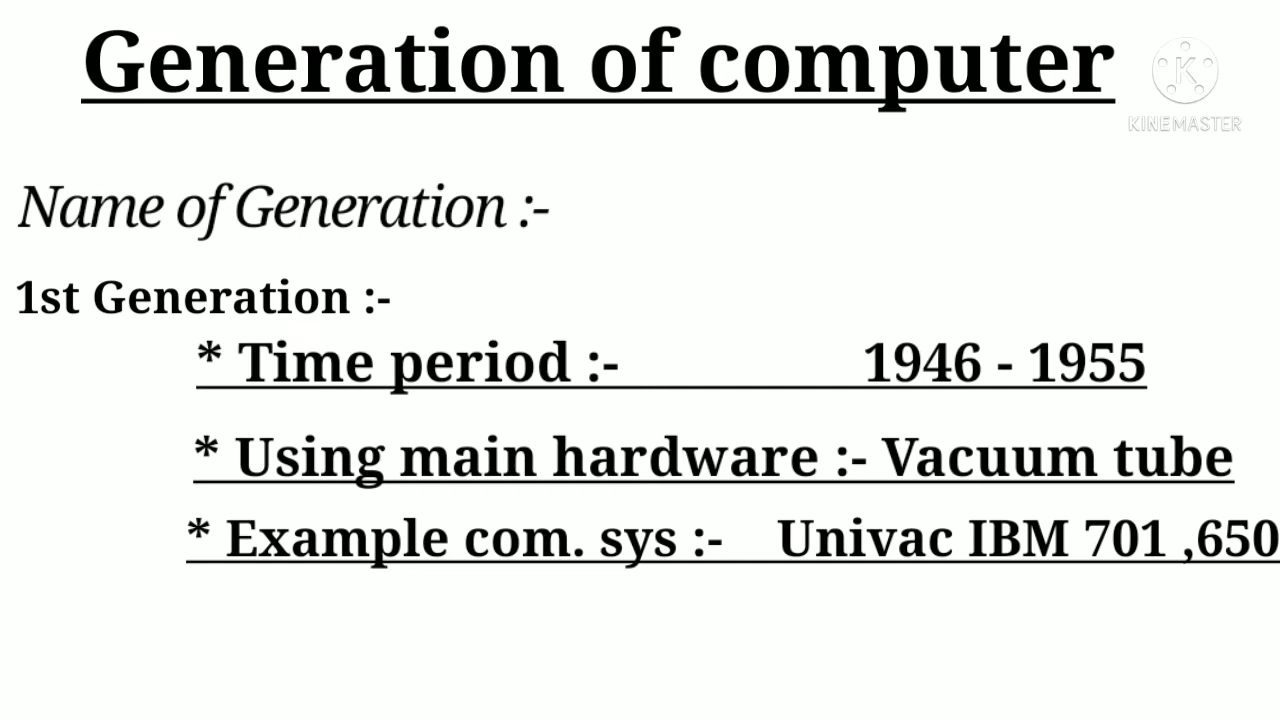 Generation of computer
K
KINEMASTER
Name of Generation :-
1st Generation :-
* Time period :- 1946 - 1955
* Using main hardware :- Vacuum tube
* Example com. sys :- Univac IBM 701 ,650